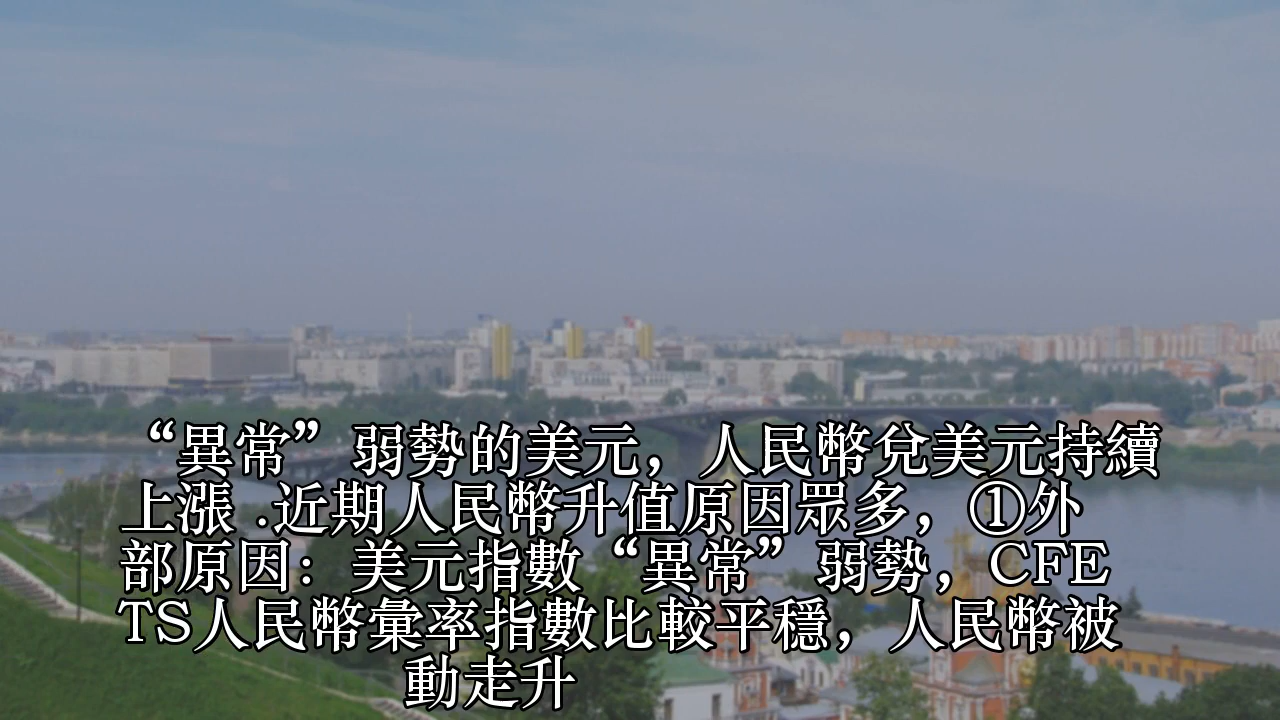 “異常”弱勢的美元，人民幣兌美元持續
上漲 .近期人民幣升值原因眾多，①外
部原因：美元指數“異常”弱勢，CFE
TS人民幣彙率指數比較平穩，人民幣被
動走升